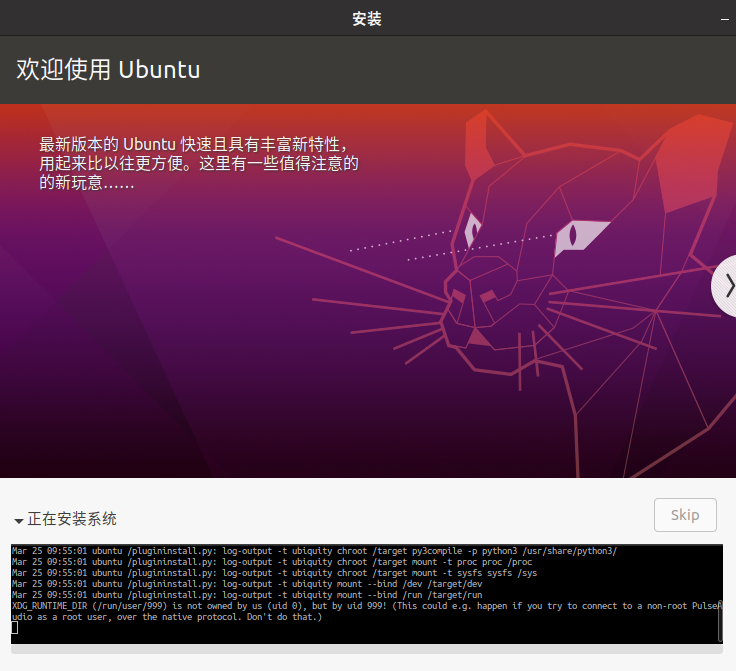 安装
欢迎使用 Ubuntu
最新版本的 Ubuntu 快速且具有丰富新特性，
用起来比以往更方便。这里有一些值得注意的
的新玩意……
正在安装系统
Skip
Mar 25 09:55:01 ubuntu /plugininstall.py: log-output -t ubiquity chroot /target py3compile -p python3 /usr/share/python3/
Mar 25 09:55:01 ubuntu /plugininstall.py: log-output -t ubiquity chroot /target mount -t proc proc /proc
Mar 25 09:55:01 ubuntu /plugininstall.py: log-output -t ubiquity chroot /target mount -t sysfs sysfs /sys
Mar 25 09:55:01 ubuntu /plugininstall.py: log-output -t ubiquity mount --bind /dev /target/dev
Mar 25 09:55:01 ubuntu /plugininstall.py: log-output -t ubiquity mount --bind /run /target/run
XDG_RUNTIME_DIR (/run/user/999) is not owned by us (uid 0), but by uid 999! (This could e.g. happen if you try to connect to a non-root PulseA
udio as a root user, over the native protocol. Don't do that.)